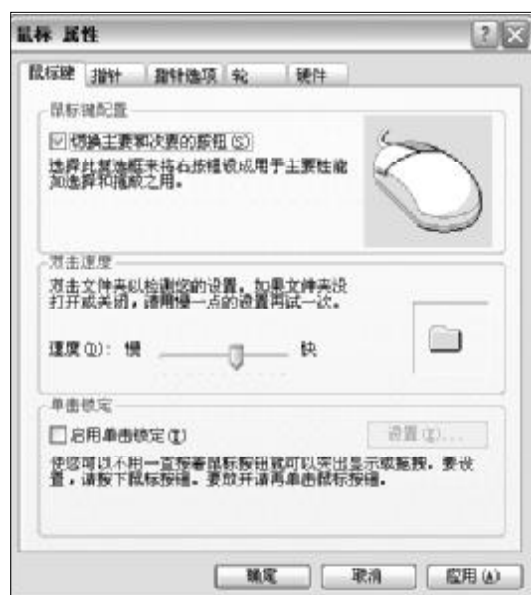 鼠标 属性
鼠标键 指针 指针选项 轮 硬件
鼠标键配置
切换主要和次要的按钮(S)
选择此复选框来将右按钮设成用于主要性能
如选择和拖放之用。
双击速度
双击文件夹以检测您的设置。如果文件夹没
打开或关闭，请用慢一点的设置再试一次。
速度(D)： 慢 快
单击锁定
启用单击锁定(T) 设置(E)...
使您可以不用一直按着鼠标按钮就可以突出显示或拖拽。要设
置，请按下鼠标按钮。要放开请再单击鼠标按钮。
确定 取消 应用(A)